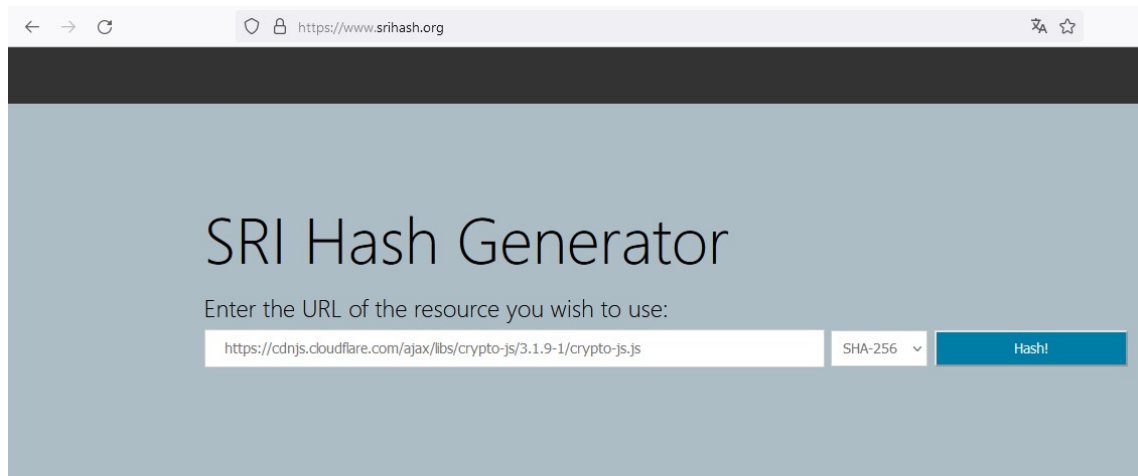 https://www.srihash.org
SRI Hash Generator
Enter the URL of the resource you wish to use:
https://cdnjs.cloudflare.com/ajax/libs/crypto-js/3.1.9-1/crypto-js.js SHA-256 Hash!